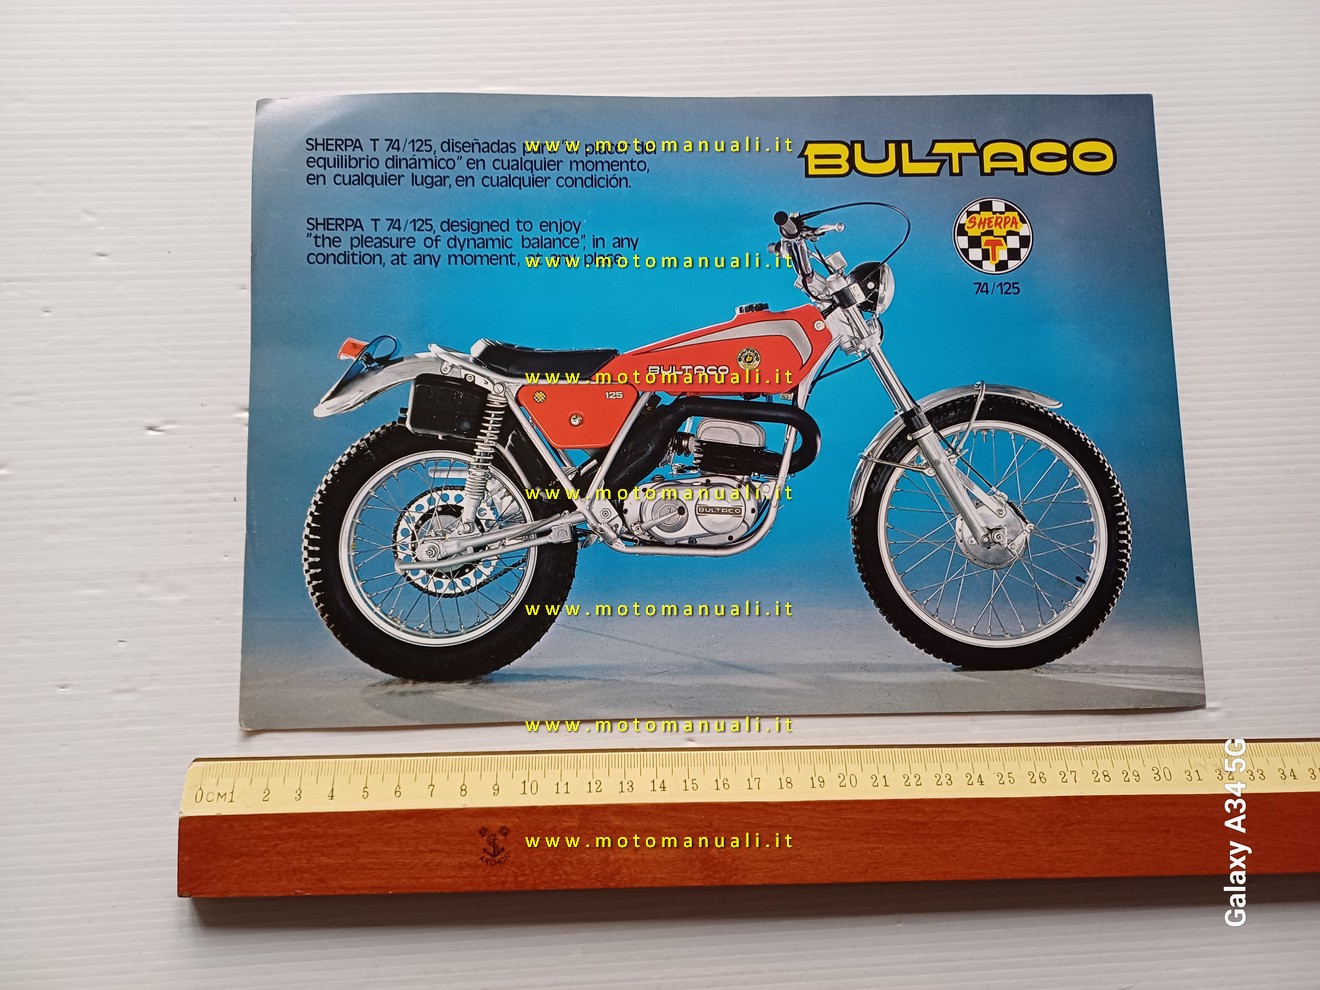 SHERPA T 74/125, diseñadas
equilibrio dinámico" en cualquier momento,
en cualquier lugar, en cualquier condición.
SHERPA T 74/125, designed to enjoy
"the pleasure of dynamic balance", in any
condition, at any moment, at any place.
BULTACO
SHERPA
T
74/125
BULTACO
125
BULTACO
www.motomanuali.it
www.motomanuali.it
www.motomanuali.it
www.motomanuali.it
www.motomanuali.it
www.motomanuali.it
www.motomanuali.it
0CM1 2 3 4 5 6 7 8 9 10 11 12 13 14 15 16 17 18 19 20 21 22 23 24 25 26 27 28 29 30 31 32 33 34
ANCHOR
Galaxy A34 5G